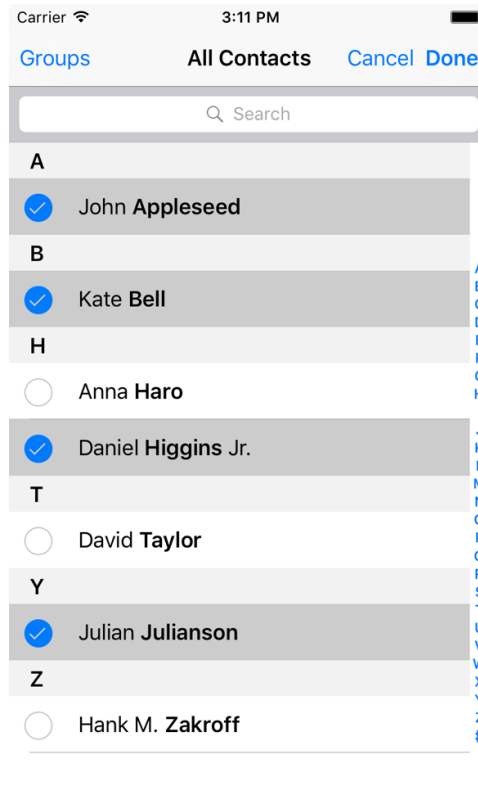 Carrier 3:11 PM
Groups All Contacts Cancel Done
Search
A
John Appleseed
B
Kate Bell
H
Anna Haro
Daniel Higgins Jr.
T
David Taylor
Y
Julian Julianson
Z
Hank M. Zakroff